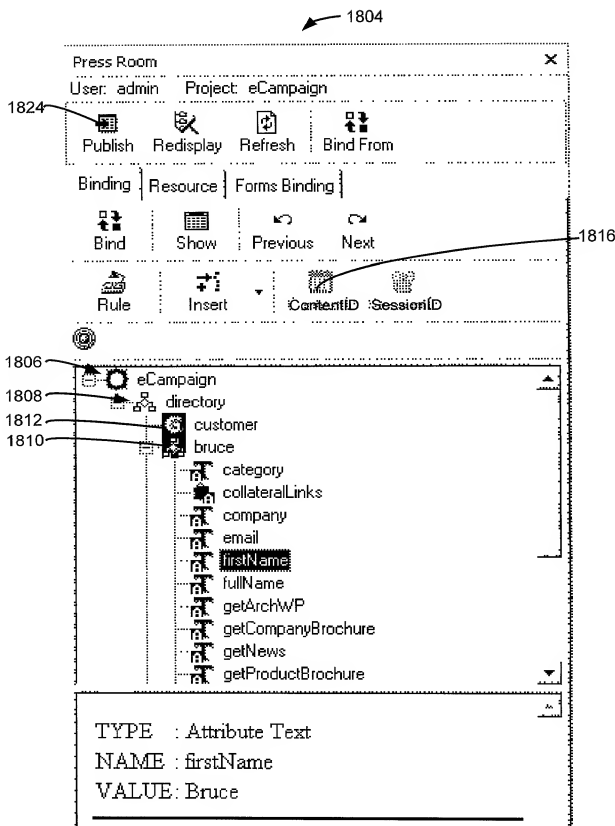 1804
Press Room
User: admin Project: eCampaign
1824
Publish Redisplay Refresh Bind From
Binding Resource Forms Binding
Bind Show Previous Next
1816
Rule Insert ContentID SessionID
1806 eCampaign
1808 directory
1812 customer
1810 bruce
category
collateralLinks
company
email
firstName
fullName
getArchWP
getCompanyBrochure
getNews
getProductBrochure
TYPE : Attribute Text
NAME : firstName
VALUE : Bruce